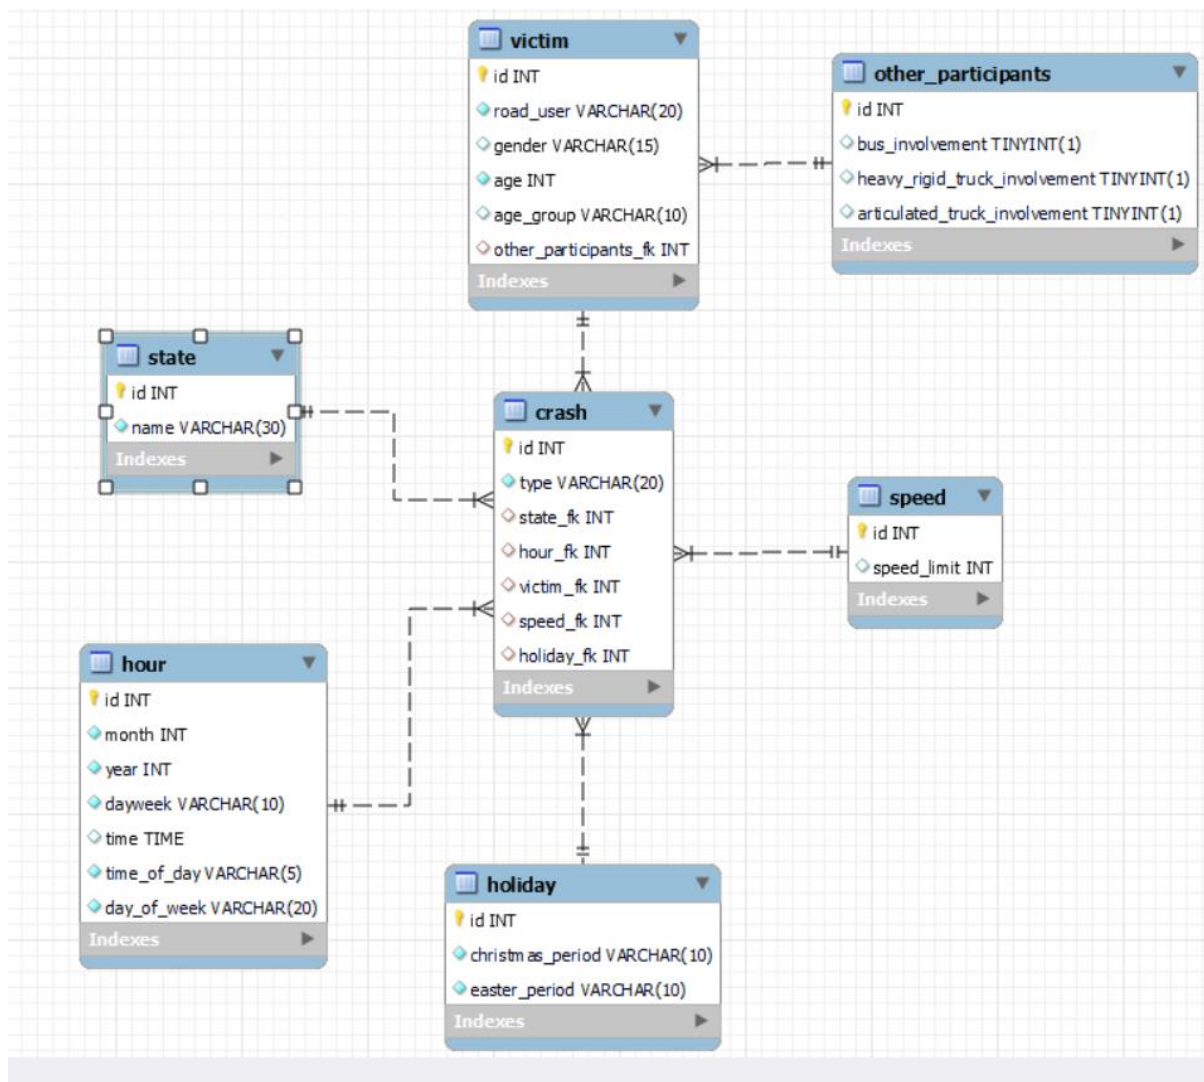 victim
id INT
road_user VARCHAR(20)
gender VARCHAR(15)
age INT
age_group VARCHAR(10)
other_participants_fk INT
Indexes
other_participants
id INT
bus_involvement TINYINT(1)
heavy_rigid_truck_involvement TINYINT(1)
articulated_truck_involvement TINYINT(1)
Indexes
state
id INT
name VARCHAR(30)
Indexes
crash
id INT
type VARCHAR(20)
state_fk INT
hour_fk INT
victim_fk INT
speed_fk INT
holiday_fk INT
Indexes
speed
id INT
speed_limit INT
Indexes
hour
id INT
month INT
year INT
dayweek VARCHAR(10)
time TIME
time_of_day VARCHAR(5)
day_of_week VARCHAR(20)
Indexes
holiday
id INT
christmas_period VARCHAR(10)
easter_period VARCHAR(10)
Indexes